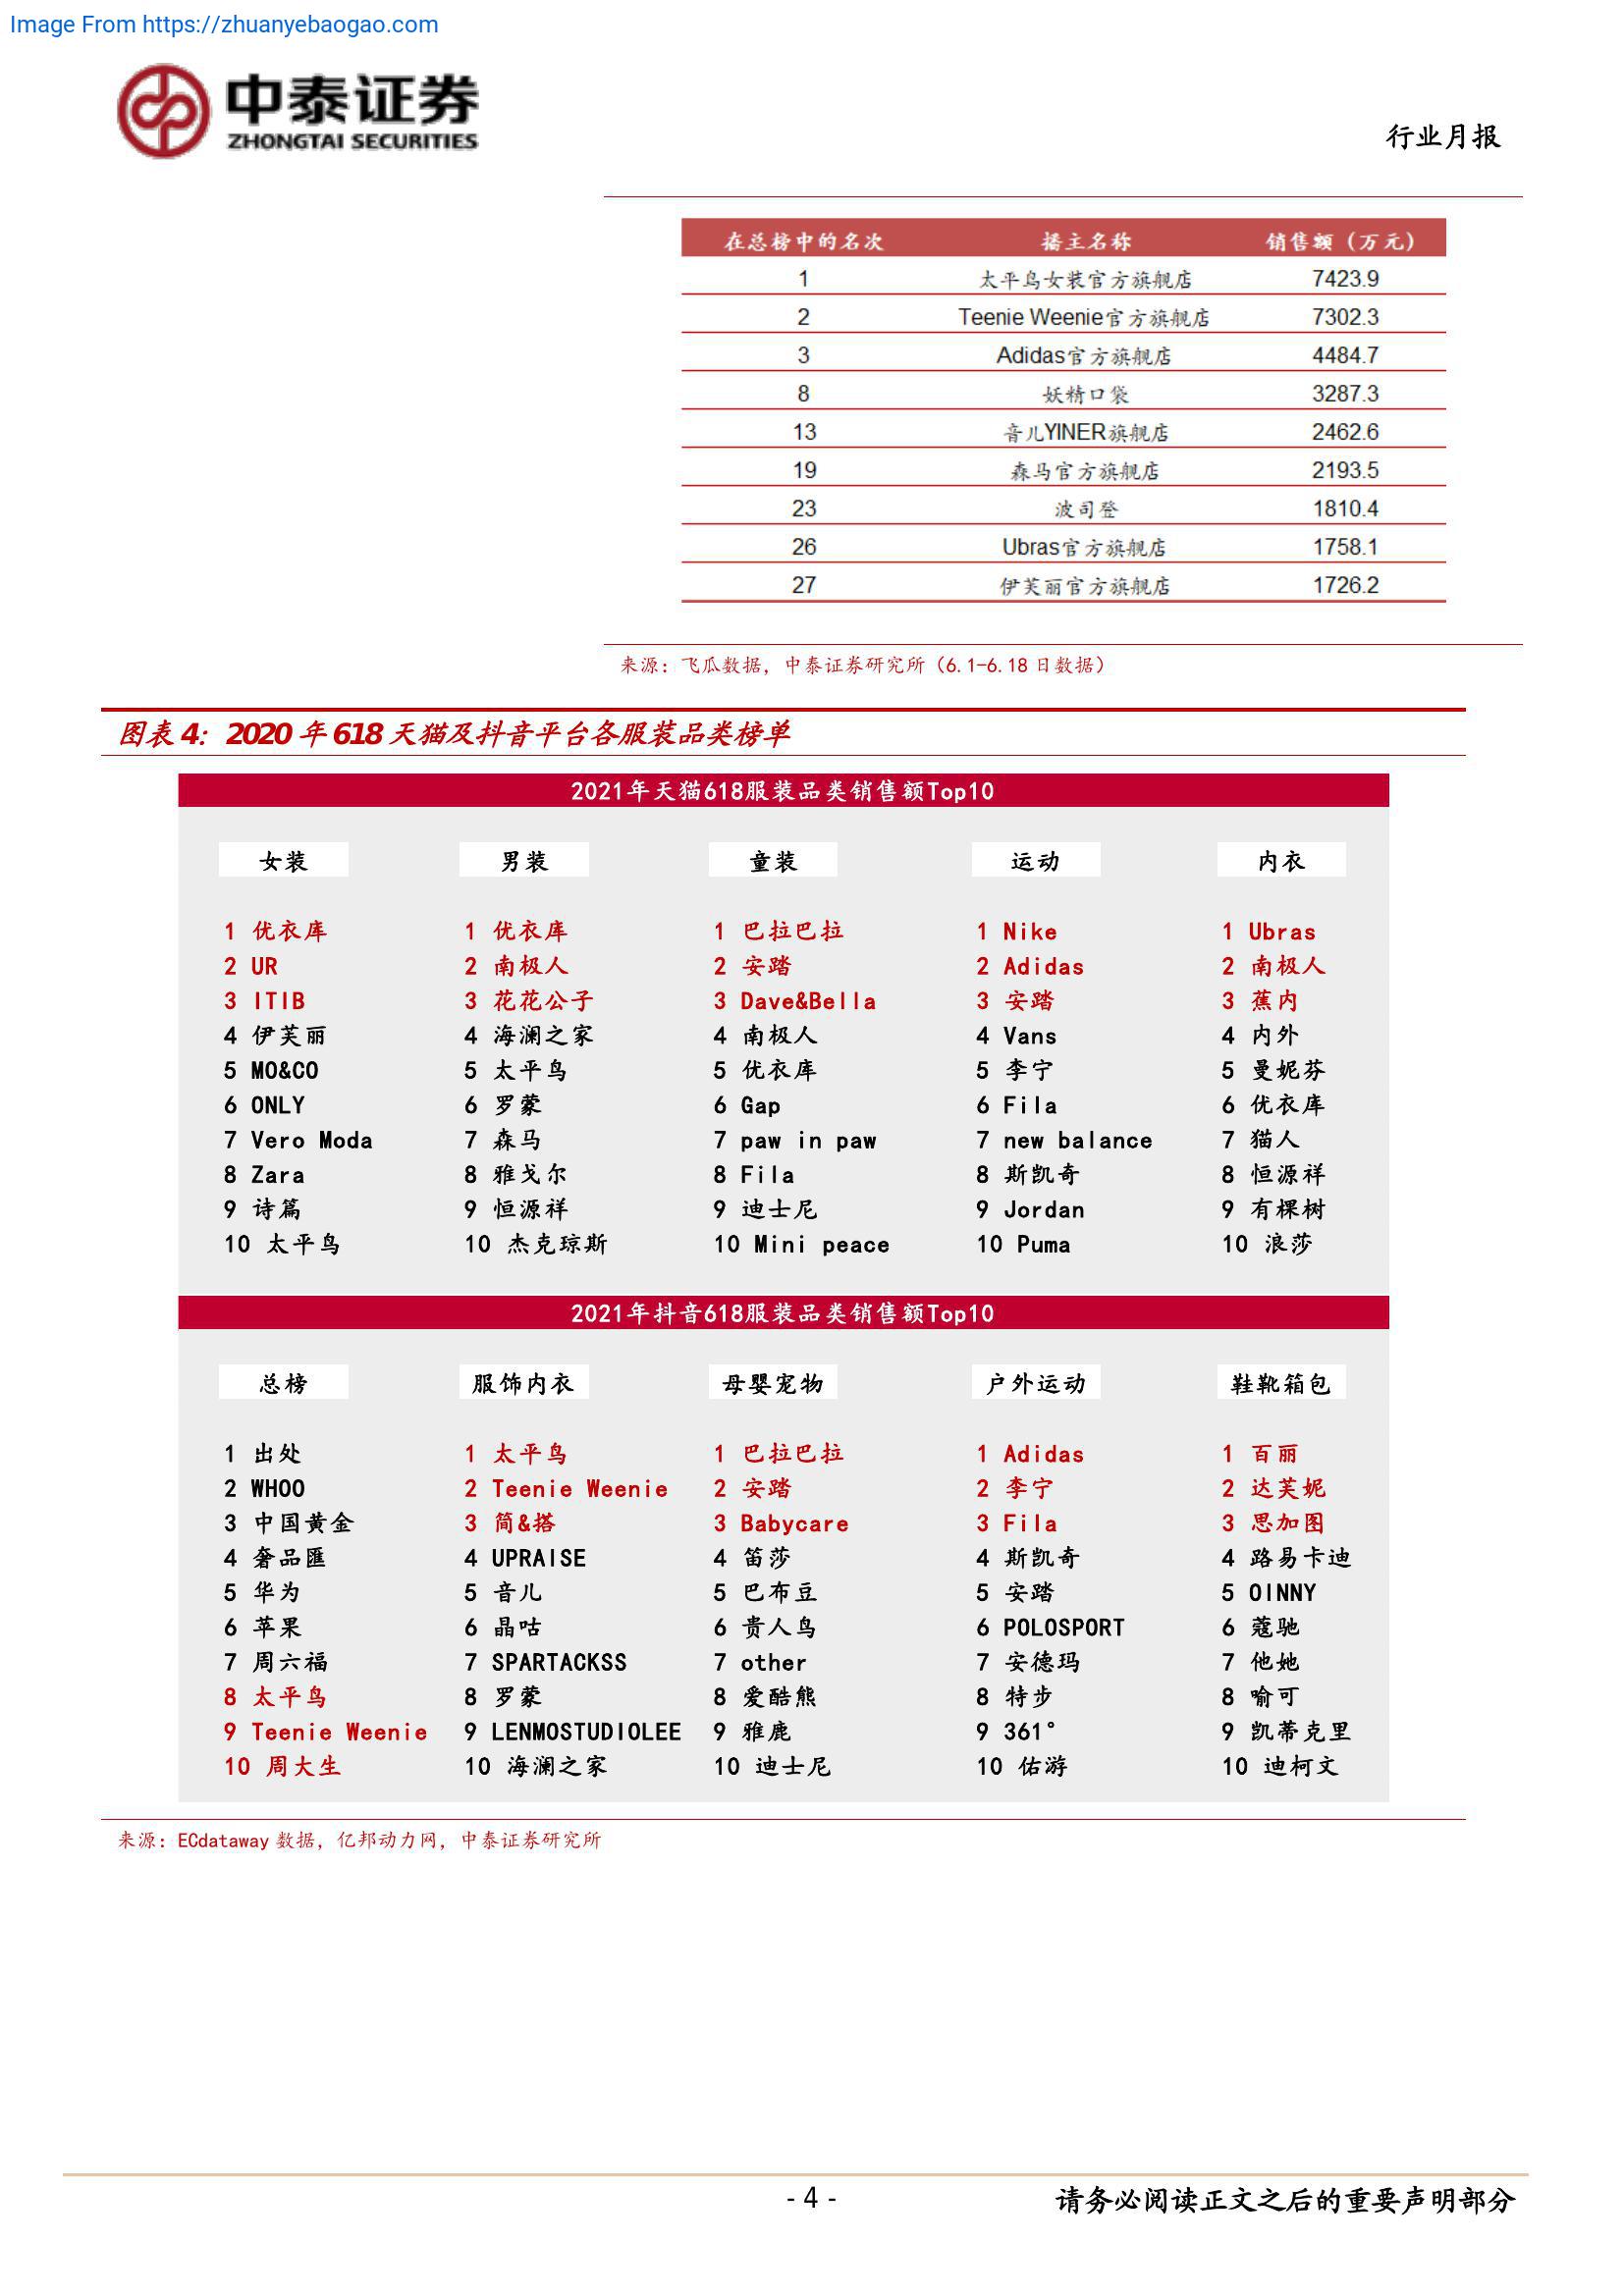 Image From https://zhuanyebaogao.com
中泰证券
ZHONGTAI SECURITIES
行业月报
在总榜中的名次 播主名称 销售额（万元）
1 太平鸟女装官方旗舰店 7423.9
2 Teenie Weenie官方旗舰店 7302.3
3 Adidas官方旗舰店 4484.7
8 妖精口袋 3287.3
13 音儿YINER旗舰店 2462.6
19 森马官方旗舰店 2193.5
23 波司登 1810.4
26 Ubras官方旗舰店 1758.1
27 伊芙丽官方旗舰店 1726.2
来源：飞瓜数据，中泰证券研究所（6.1-6.18 日数据）
图表 4：2020 年 618 天猫及抖音平台各服装品类榜单
2021年天猫618服装品类销售额Top10
女装 男装 童装 运动 内衣
1 优衣库 1 优衣库 1 巴拉巴拉 1 Nike 1 Ubras
2 UR 2 南极人 2 安踏 2 Adidas 2 南极人
3 ITIB 3 花花公子 3 Dave&Bella 3 安踏 3 蕉内
4 伊芙丽 4 海澜之家 4 南极人 4 Vans 4 内外
5 MO&CO 5 太平鸟 5 优衣库 5 李宁 5 曼妮芬
6 ONLY 6 罗蒙 6 Gap 6 Fila 6 优衣库
7 Vero Moda 7 森马 7 paw in paw 7 new balance 7 猫人
8 Zara 8 雅戈尔 8 Fila 8 斯凯奇 8 恒源祥
9 诗篇 9 恒源祥 9 迪士尼 9 Jordan 9 有棵树
10 太平鸟 10 杰克琼斯 10 Mini peace 10 Puma 10 浪莎
2021年抖音618服装品类销售额Top10
总榜 服饰内衣 母婴宠物 户外运动 鞋靴箱包
1 出处 1 太平鸟 1 巴拉巴拉 1 Adidas 1 百丽
2 WHOO 2 Teenie Weenie 2 安踏 2 李宁 2 达芙妮
3 中国黄金 3 简&搭 3 Babycare 3 Fila 3 思加图
4 奢品匯 4 UPRAISE 4 笛莎 4 斯凯奇 4 路易卡迪
5 华为 5 音儿 5 巴布豆 5 安踏 5 OINNY
6 苹果 6 晶咕 6 贵人鸟 6 POLOSPORT 6 蔻驰
7 周六福 7 SPARTACKSS 7 other 7 安德玛 7 他她
8 太平鸟 8 罗蒙 8 爱酷熊 8 特步 8 喻可
9 Teenie Weenie 9 LENMOSTUDIOLEE 9 雅鹿 9 361° 9 凯蒂克里
10 周大生 10 海澜之家 10 迪士尼 10 佑游 10 迪柯文
来源：ECdataway 数据，亿邦动力网，中泰证券研究所
- 4 -
请务必阅读正文之后的重要声明部分